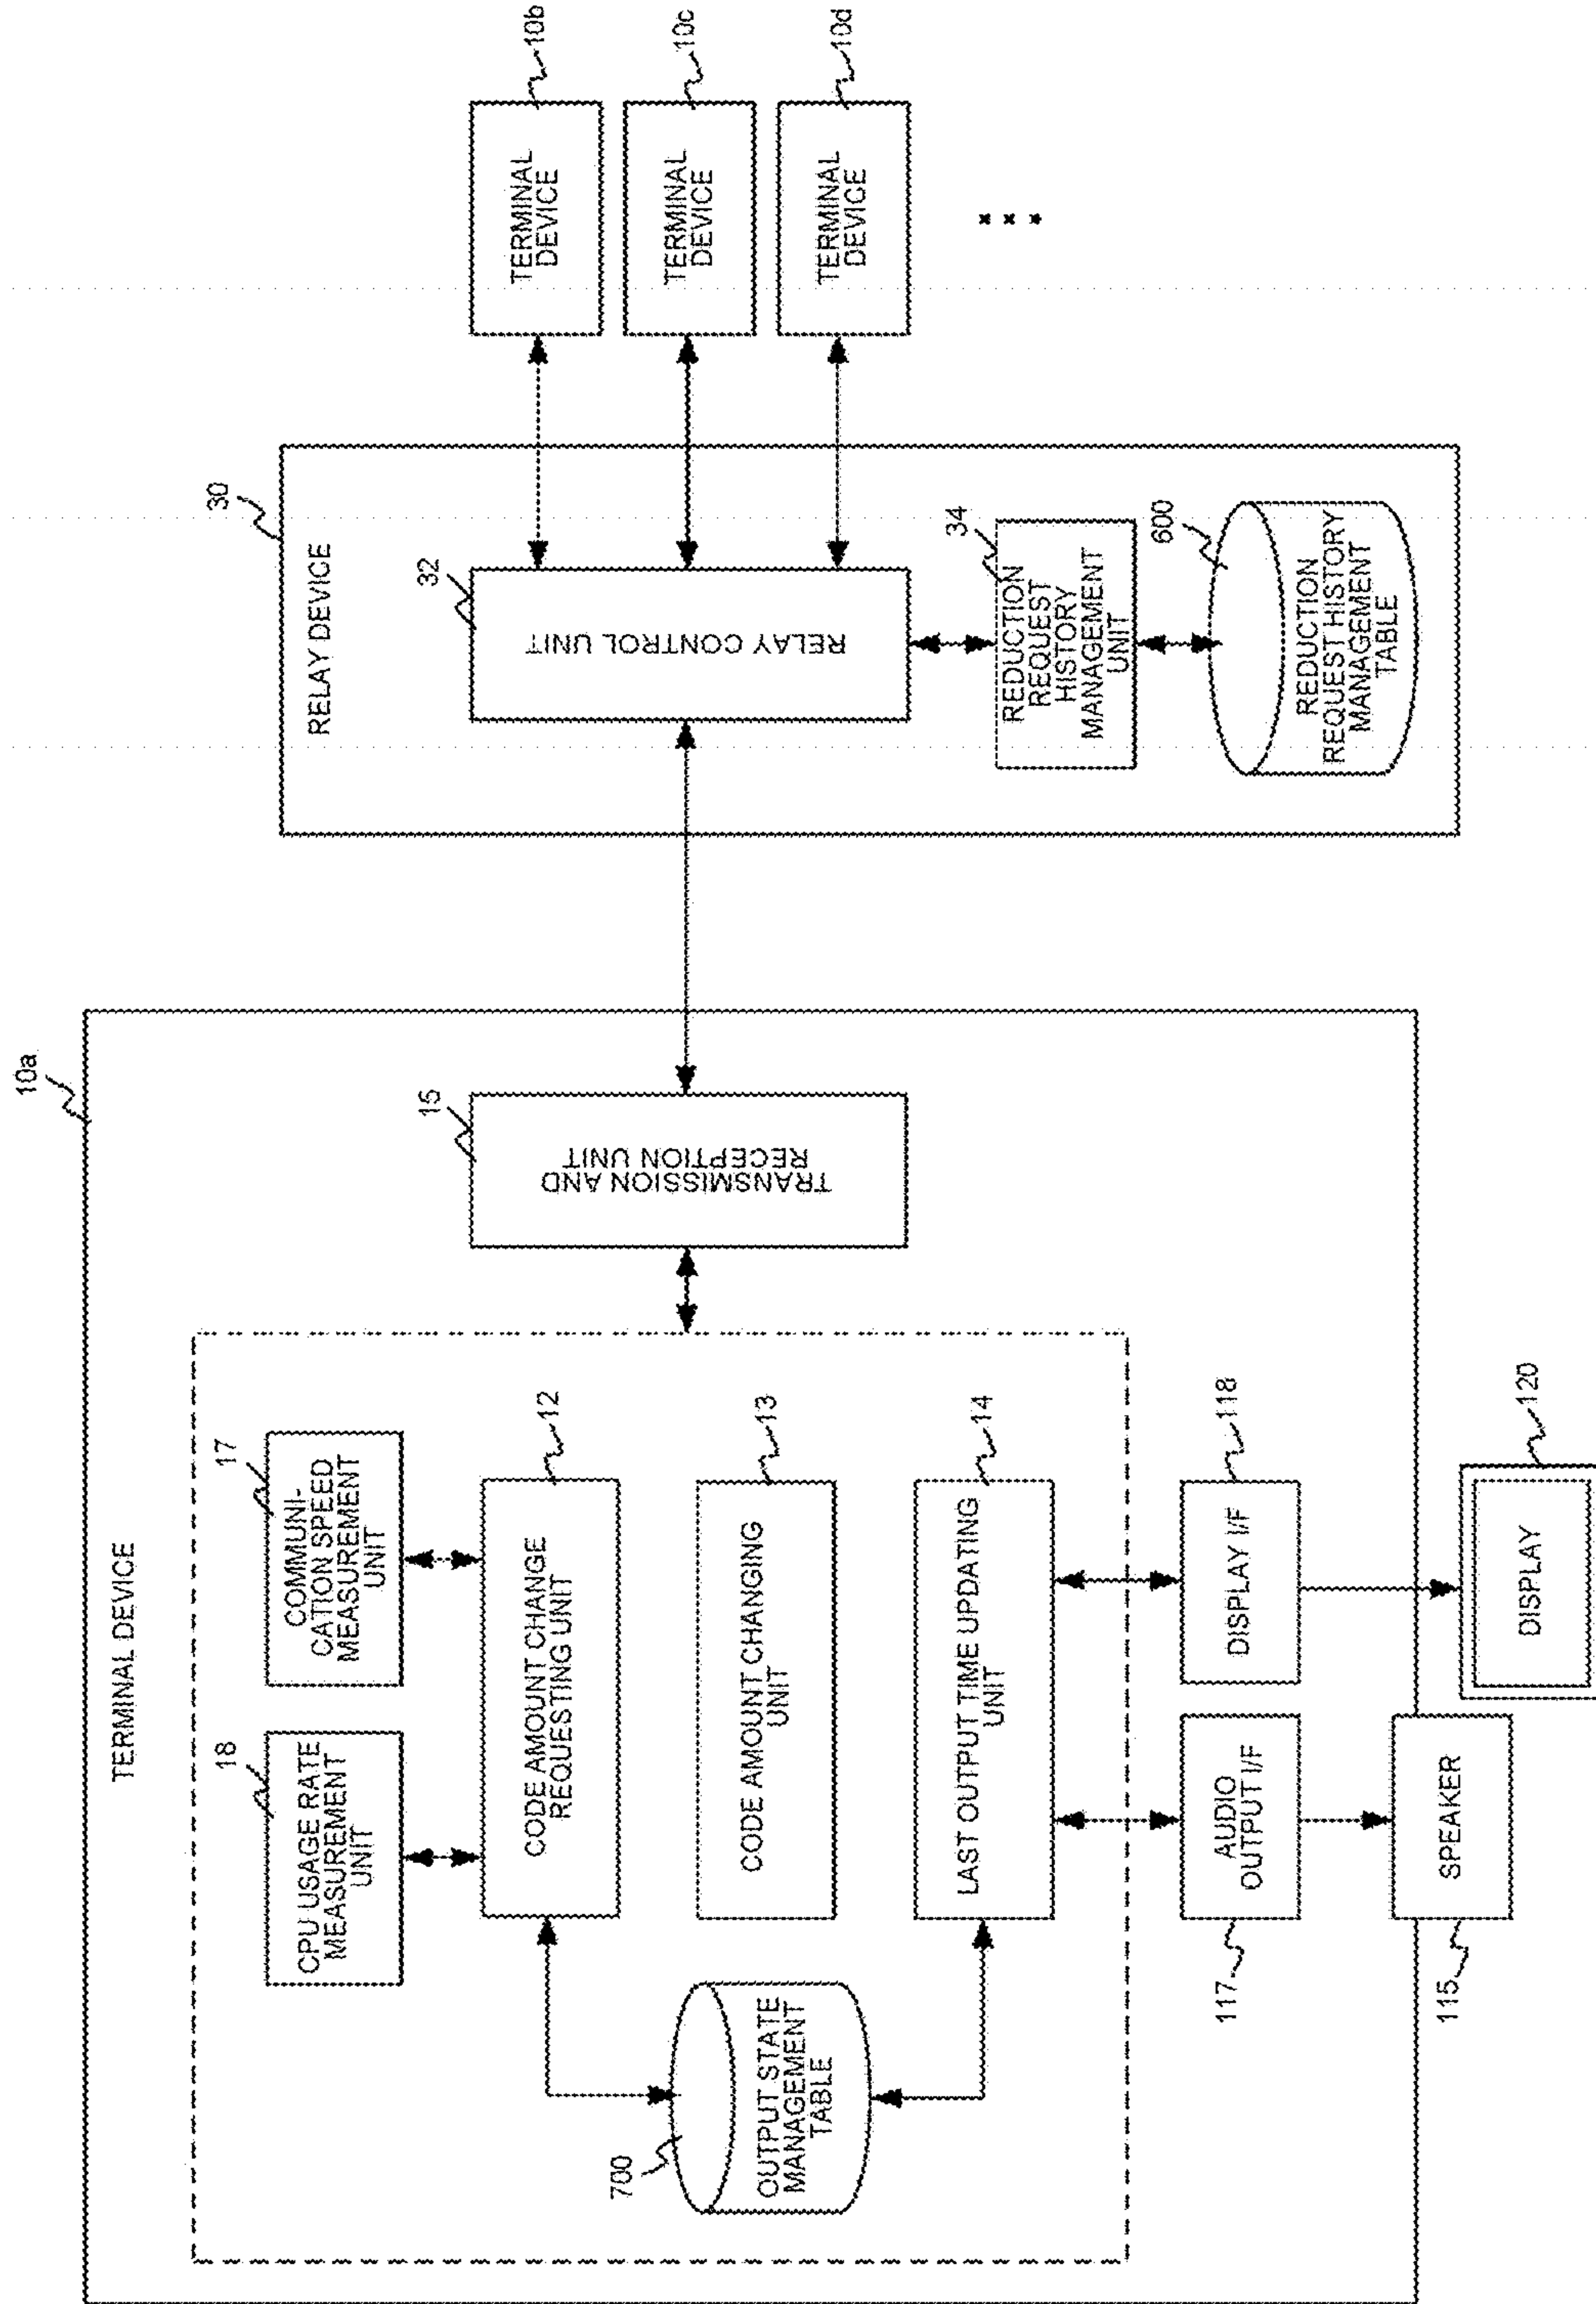 10a
TERMINAL DEVICE
18
CPU USAGE RATE
MEASUREMENT
UNIT
17
COMMUNI-
CATION SPEED
MEASUREMENT
UNIT
CODE AMOUNT CHANGE
REQUESTING UNIT
12
700
OUTPUT STATE
MANAGEMENT
TABLE
CODE AMOUNT CHANGING
UNIT
13
LAST OUTPUT TIME UPDATING
UNIT
14
117
AUDIO
OUTPUT I/F
DISPLAY I/F
118
115
SPEAKER
DISPLAY
120
15
TRANSMISSION AND
RECEPTION UNIT
30
RELAY DEVICE
32
RELAY CONTROL UNIT
34
REDUCTION
REQUEST
HISTORY
MANAGEMENT
UNIT
600
REDUCTION
REQUEST HISTORY
MANAGEMENT
TABLE
TERMINAL
DEVICE
10b
TERMINAL
DEVICE
10c
TERMINAL
DEVICE
10d